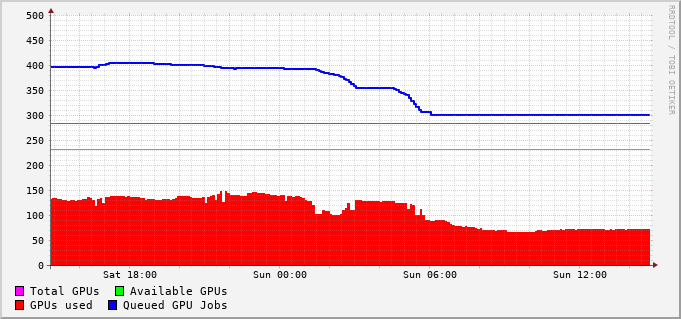 500
450
400
350
300
250
200
150
100
50
0
Sat 18:00 Sun 00:00 Sun 06:00 Sun 12:00
Total GPUs Available GPUs
GPUs used Queued GPU Jobs
RRDTOOL / TOBI OETIKER